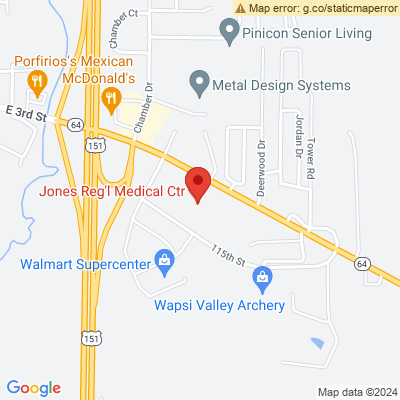 Map error: g.co/staticmaperror
Chamber Ct
Pinicon Senior Living
Porfirios's Mexican
McDonald's
Chamber Dr
Metal Design Systems
E 3rd St
64
151
Deerwood Dr
Jordan Dr
Tower Rd
Jones Reg'l Medical Ctr
115th St
Walmart Supercenter
64
Wapsi Valley Archery
151
Google
Map data ©2024